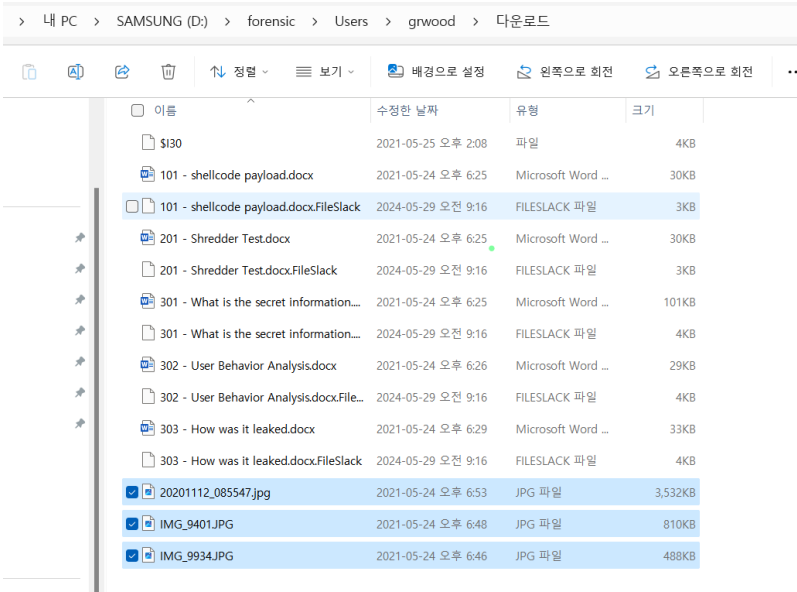 내 PC > SAMSUNG (D:) > forensic > Users > grwood > 다운로드
정렬 보기 배경으로 설정 왼쪽으로 회전 오른쪽으로 회전 ...
이름 수정한 날짜 유형 크기
$I30 2021-05-25 오후 2:08 파일 4KB
101 - shellcode payload.docx 2021-05-24 오후 6:25 Microsoft Word ... 30KB
101 - shellcode payload.docx.FileSlack 2024-05-29 오전 9:16 FILESLACK 파일 3KB
201 - Shredder Test.docx 2021-05-24 오후 6:25 Microsoft Word ... 30KB
201 - Shredder Test.docx.FileSlack 2024-05-29 오전 9:16 FILESLACK 파일 3KB
301 - What is the secret information.... 2021-05-24 오후 6:25 Microsoft Word ... 101KB
301 - What is the secret information.... 2024-05-29 오전 9:16 FILESLACK 파일 4KB
302 - User Behavior Analysis.docx 2021-05-24 오후 6:26 Microsoft Word ... 29KB
302 - User Behavior Analysis.docx.File... 2024-05-29 오전 9:16 FILESLACK 파일 4KB
303 - How was it leaked.docx 2021-05-24 오후 6:29 Microsoft Word ... 33KB
303 - How was it leaked.docx.FileSlack 2024-05-29 오전 9:16 FILESLACK 파일 4KB
20201112_085547.jpg 2021-05-24 오후 6:53 JPG 파일 3,532KB
IMG_9401.JPG 2021-05-24 오후 6:48 JPG 파일 810KB
IMG_9934.JPG 2021-05-24 오후 6:46 JPG 파일 488KB